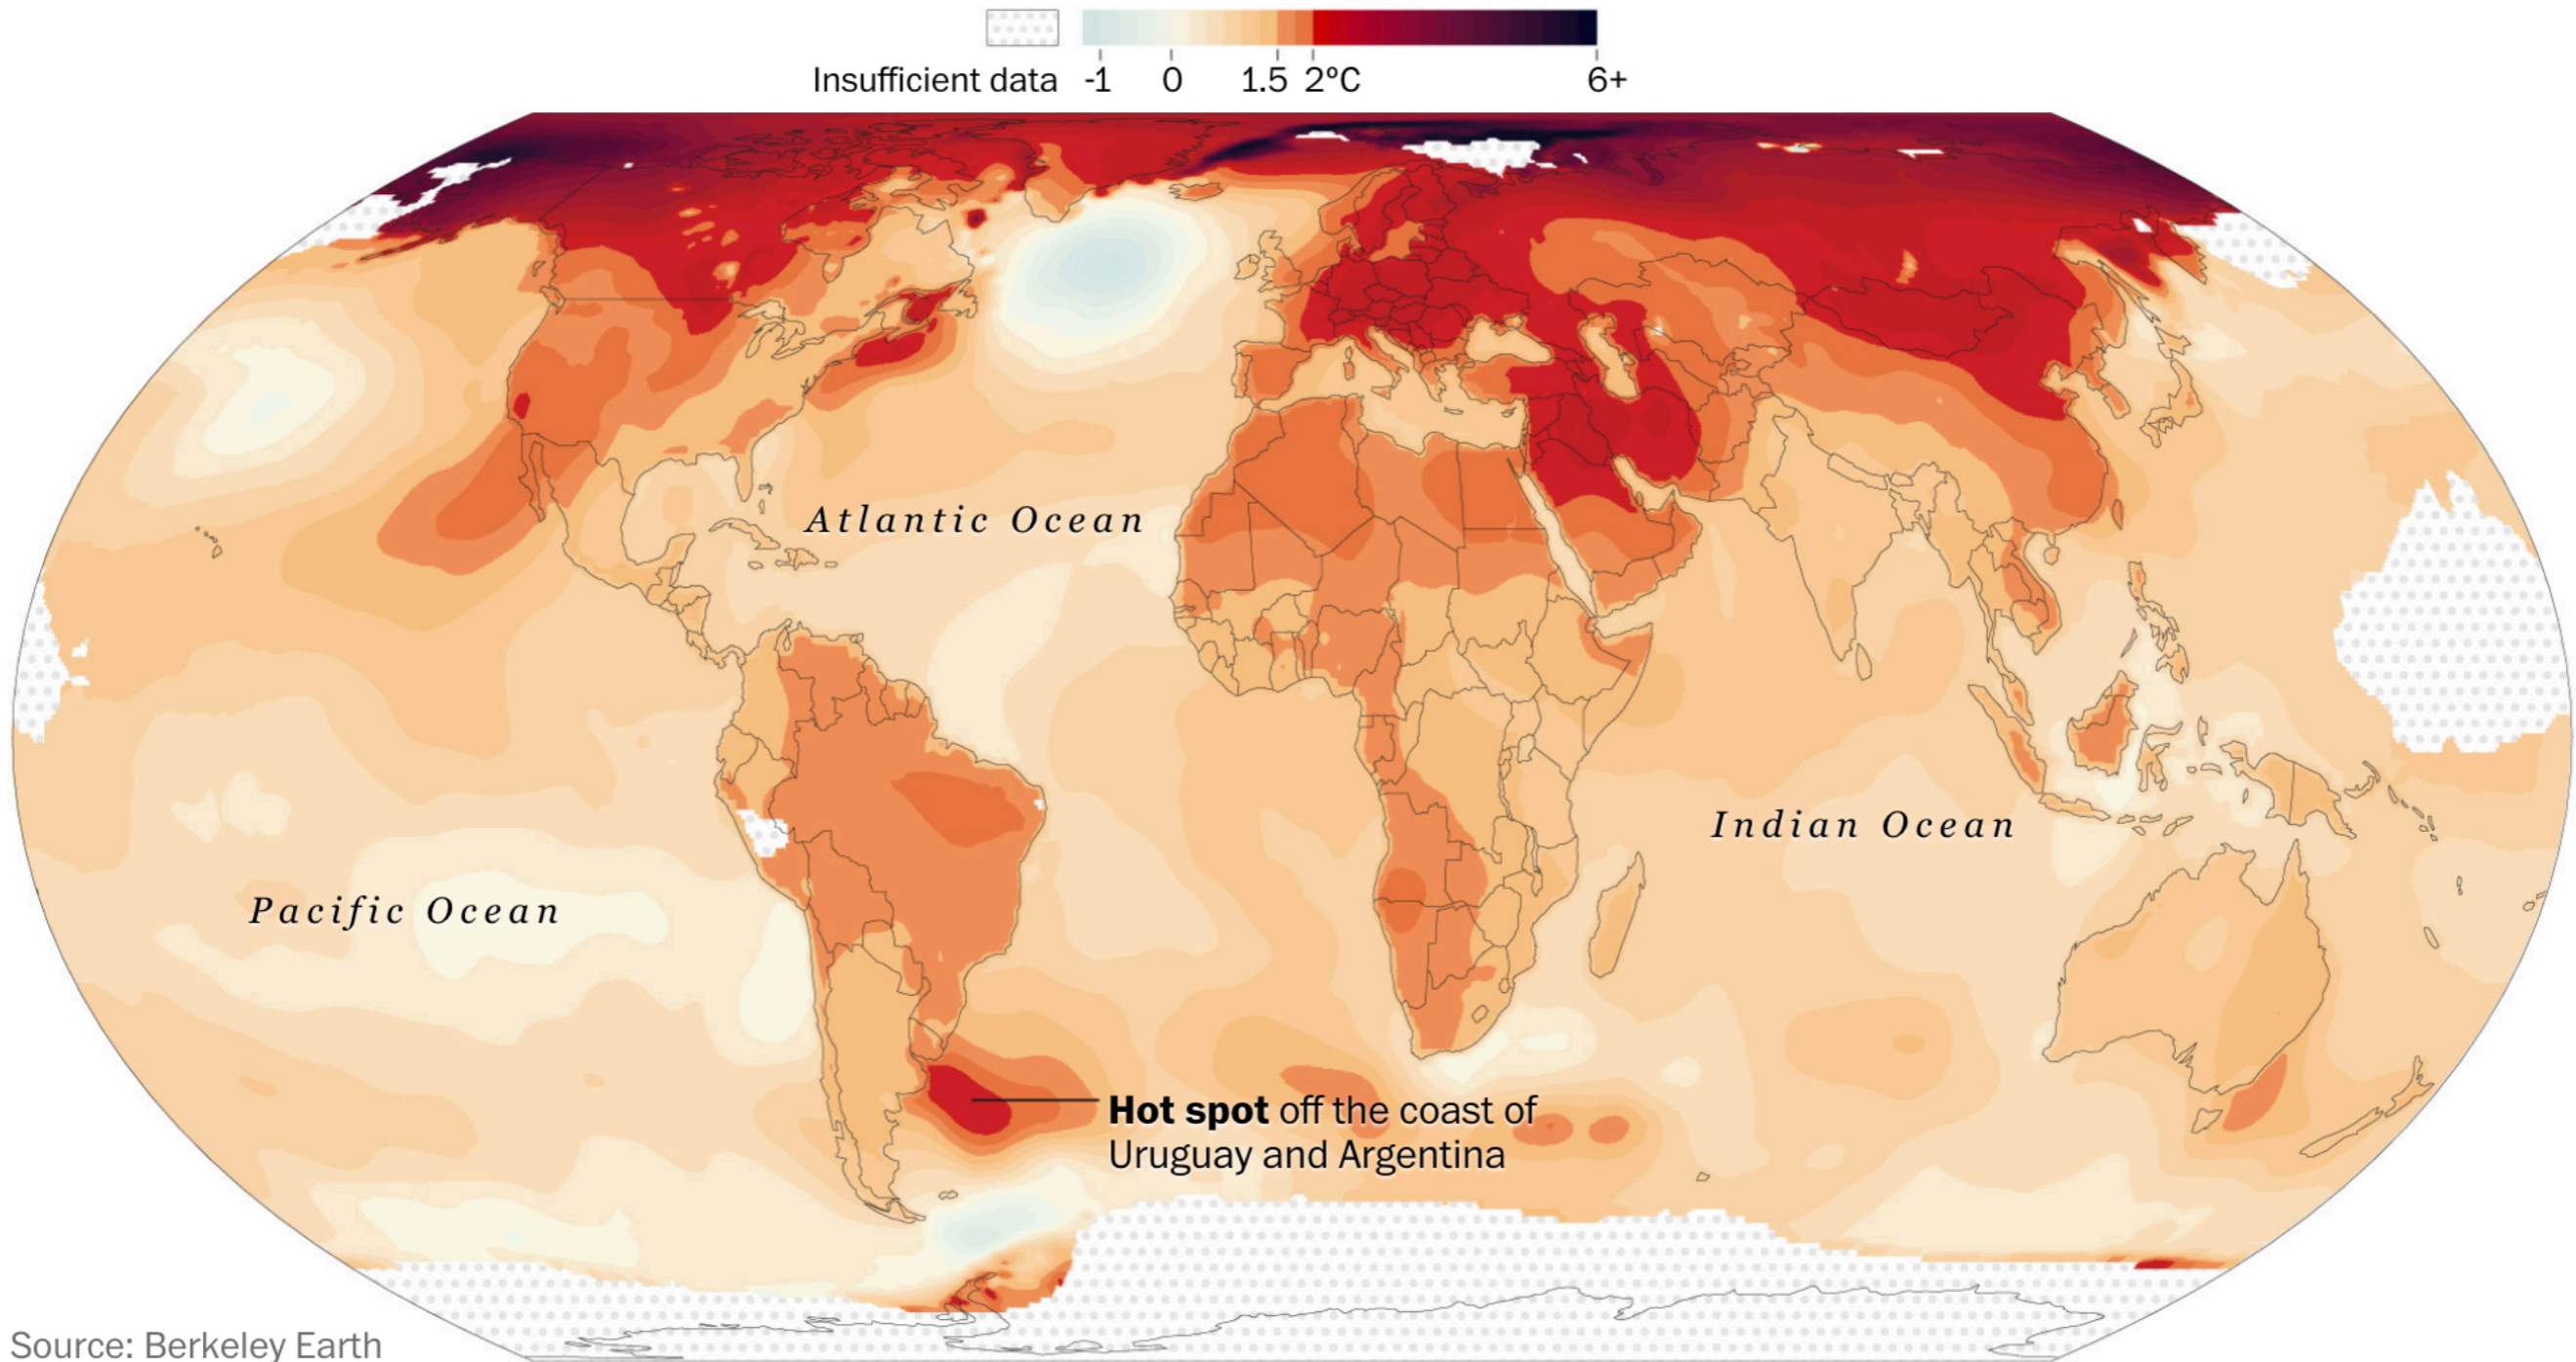 Insufficient data -1 0 1.5 2°C 6+
Atlantic Ocean
Indian Ocean
Pacific Ocean
Hot spot off the coast of
Uruguay and Argentina
Source: Berkeley Earth